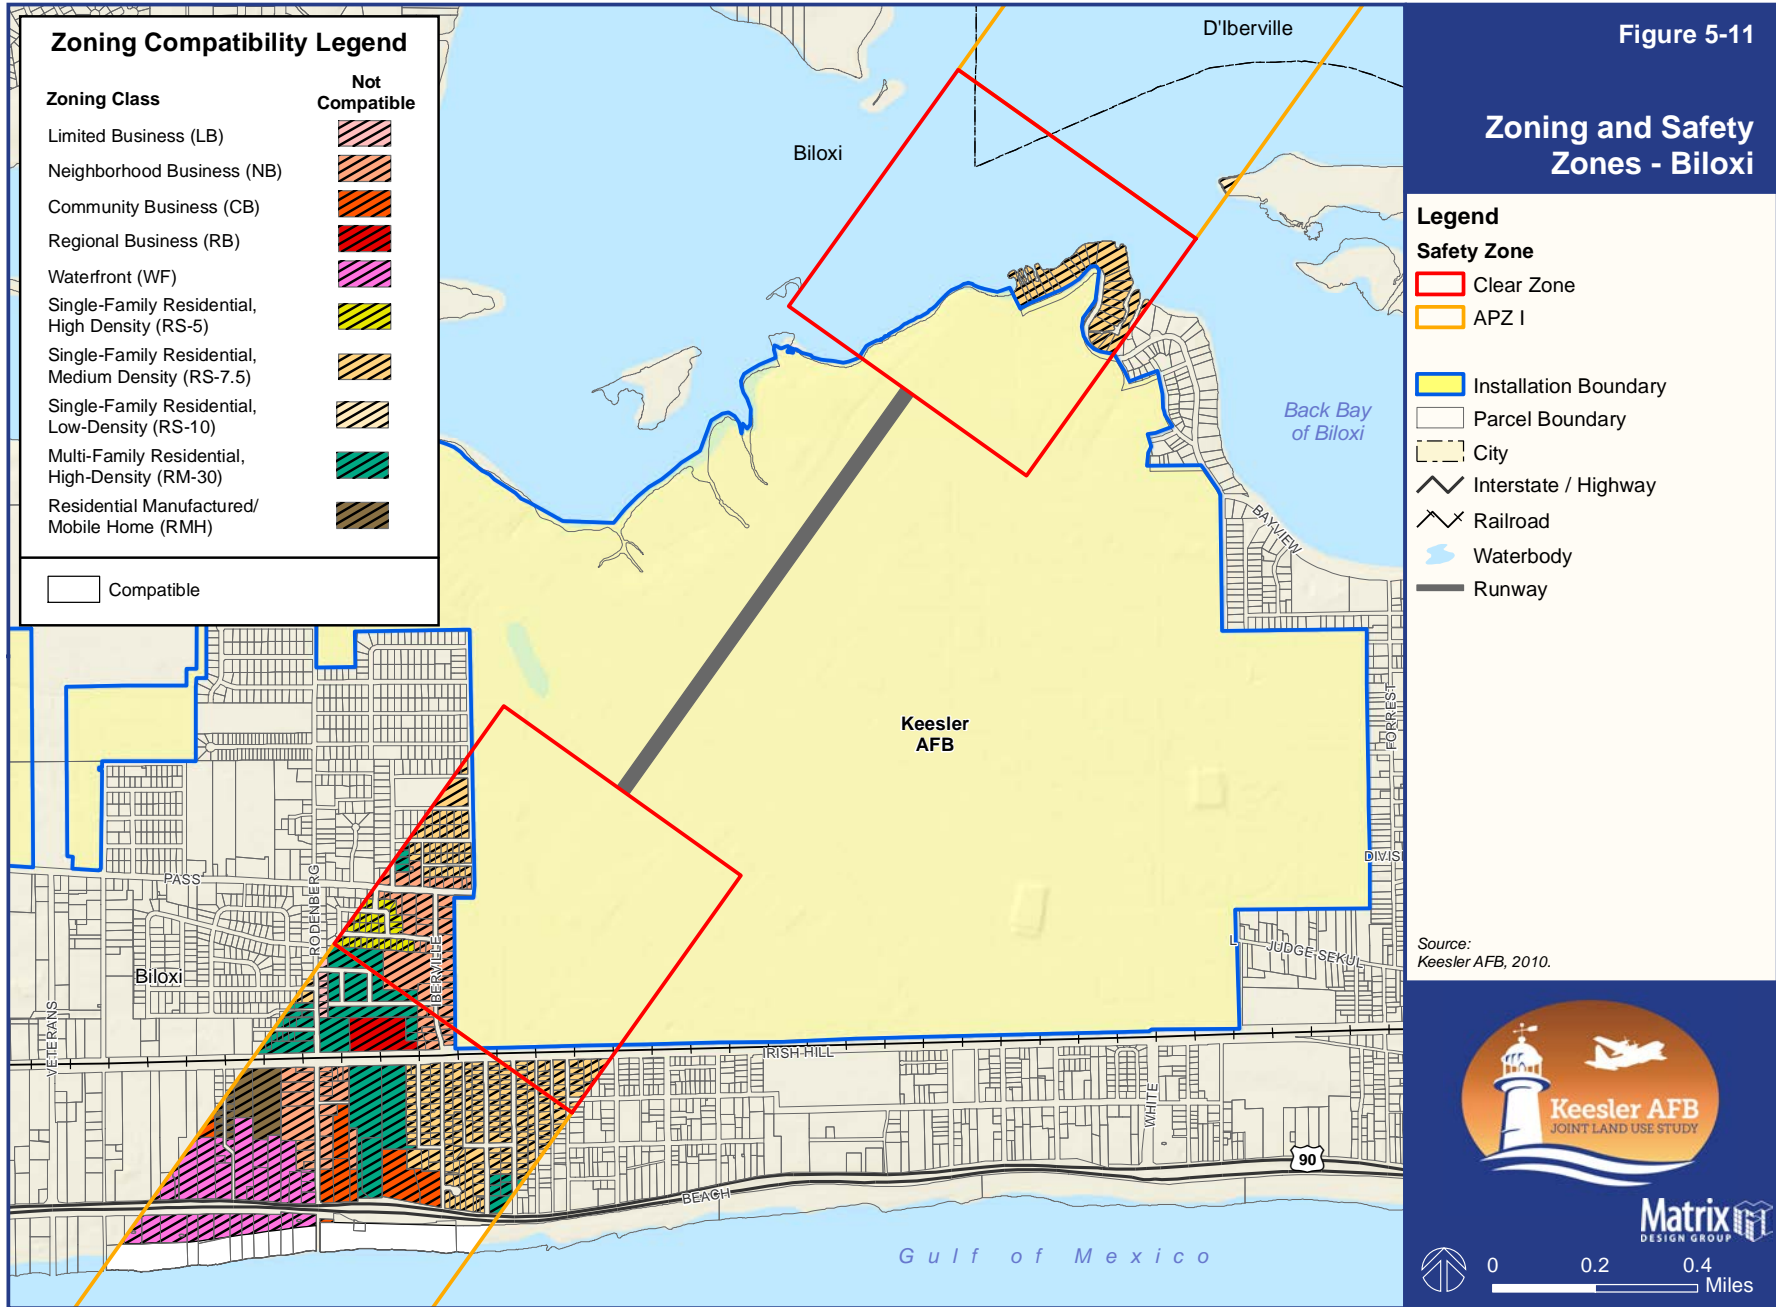 Zoning Compatibility Legend
Zoning Class
Not
Compatible
Limited Business (LB)
Neighborhood Business (NB)
Community Business (CB)
Regional Business (RB)
Waterfront (WF)
Single-Family Residential,
High Density (RS-5)
Single-Family Residential,
Medium Density (RS-7.5)
Single-Family Residential,
Low-Density (RS-10)
Multi-Family Residential,
High-Density (RM-30)
Residential Manufactured/
Mobile Home (RMH)
Compatible
D'Iberville
Biloxi
Back Bay
of Biloxi
BAYVIEW
Keesler
AFB
FORREST
DIVISI
PASS
RODENBERG
IBERVILLE
Biloxi
VETERANS
L JUDGE SEKUL
IRISH HILL
WHITE
90
BEACH
Gulf of Mexico
Figure 5-11
Zoning and Safety
Zones - Biloxi
Legend
Safety Zone
Clear Zone
APZ I
Installation Boundary
Parcel Boundary
City
Interstate / Highway
Railroad
Waterbody
Runway
Source:
Keesler AFB, 2010.
Keesler AFB
JOINT LAND USE STUDY
Matrix
DESIGN GROUP
0 0.2 0.4
Miles